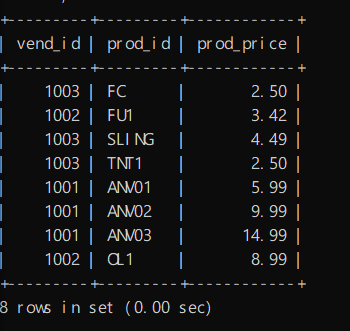 +---------+---------+------------+
| vend_id | prod_id | prod_price |
+---------+---------+------------+
|    1003 | FC      |       2.50 |
|    1002 | FU1     |       3.42 |
|    1003 | SLING   |       4.49 |
|    1003 | TNT1    |       2.50 |
|    1001 | ANV01   |       5.99 |
|    1001 | ANV02   |       9.99 |
|    1001 | ANV03   |      14.99 |
|    1002 | OL1     |       8.99 |
+---------+---------+------------+
8 rows in set (0.00 sec)